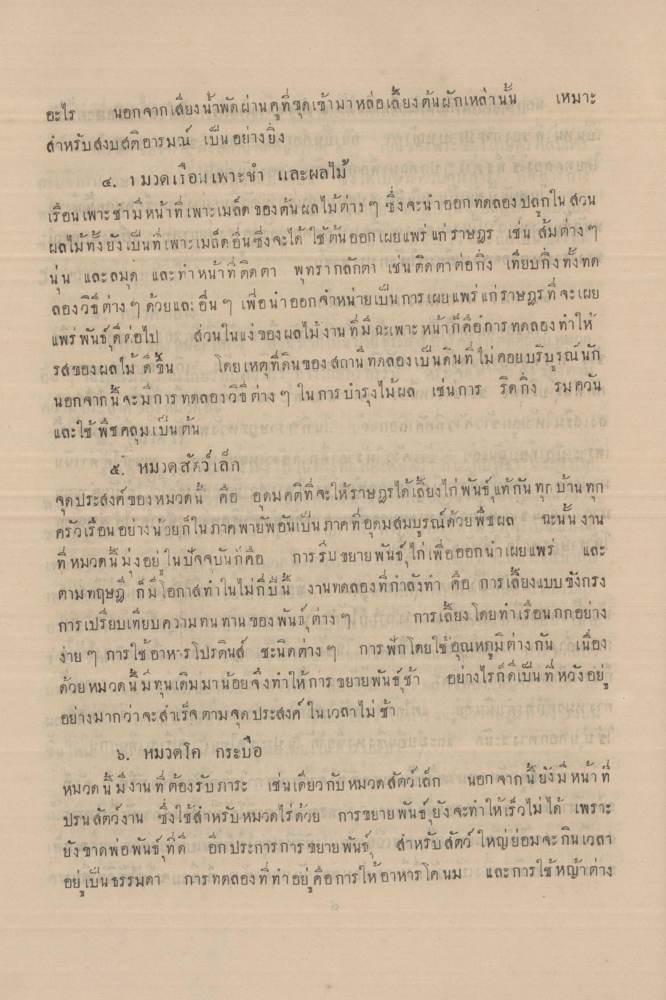 อะไร นอกจากเสียงน้ำพัดผ่านคูที่ขุดเข้ามาหล่อเลี้ยงต้นผักเหล่านั้น เหมาะ
สำหรับสงบสติอารมณ์ เป็นอย่างยิ่ง
๔. หมวดเรือนเพาะชำ และผลไม้
เรือนเพาะชำมีหน้าที่เพาะเมล็ดของต้นผลไม้ต่าง ๆ ซึ่งจะนำออกทดลองปลูกในสวน
ผลไม้ทั้งยังเป็นที่เพาะเมล็ดอื่นซึ่งจะได้ใช้ต้นออกเผยแพร่แก่ราษฎร เช่น ส้มต่าง ๆ
นุ่น และลมุด และทำหน้าที่ติดตา พุทรากลักตา เช่นติดตาต่อกิ่ง เทียบกิ่งทั้งทด
ลองวิธีต่าง ๆ ด้วยและอื่น ๆ เพื่อนำออกจำหน่ายเป็นการเผยแพร่แก่ราษฎรที่จะเผย
แพร่พันธุ์ดีต่อไป ส่วนในแง่ของผลไม้งานที่มีฉะเพาะหน้าก็คือการทดลองทำให้
รสของผลไม้ดีขึ้น โดยเหตุที่ดินของสถานีทดลองเป็นดินที่ไม่คอยบริบูรณ์นัก
นอกจากนี้จะมีการทดลองวิธีต่าง ๆ ในการบำรุงไม้ผล เช่นการ ริดกิ่ง รมควัน
และใช้พืชคลุมเป็นต้น
๕. หมวดสัตว์เล็ก
จุดประสงค์ของหมวดนี้ คือ อุดมคติที่จะให้ราษฎรได้เลี้ยงไก่พันธุ์แท้กันทุกบ้านทุก
ครัวเรือนอย่างน้อยก็ในภาคพายัพอันเป็นภาคที่อุดมสมบูรณ์ด้วยพืชผล ฉะนั้นงาน
ที่หมวดนี้มุ่งอยู่ในปัจจุบันก็คือ การรีบขยายพันธุ์ไก่เพื่อออกนำเผยแพร่ และ
ตามทฤษฎี ก็มีโอกาสทำในไม่กี่ปีนี้ งานทดลองที่กำลังทำ คือ การเลี้ยงแบบขังกรง
การเปรียบเทียบความทนทานของพันธุ์ต่าง ๆ การเลี้ยงโดยทำเรือนกกอย่าง
ง่าย ๆ การใช้อาหารโปรตีนส์ ชะนิดต่าง ๆ การฟักโดยใช้อุณหภูมิต่างกัน เนื่อง
ด้วยหมวดนี้มีทุนเดิมมาน้อยจึงทำให้การขยายพันธุ์ช้า อย่างไรก็ดีเป็นที่หวังอยู่
อย่างมากว่าจะสำเร็จตามจุดประสงค์ในเวลาไม่ช้า
๖. หมวดโค กระบือ
หมวดนี้มีงานที่ต้องรับภาระ เช่นเดียวกับหมวดสัตว์เล็ก นอกจากนี้ยังมีหน้าที่
ปรนสัตว์งาน ซึ่งใช้สำหรับหมวดไร่ด้วย การขยายพันธุ์ยังจะทำให้เร็วไม่ได้ เพราะ
ยังขาดพ่อพันธุ์ที่ดี อีกประการการขยายพันธุ์ สำหรับสัตว์ใหญ่ย่อมจะกินเวลา
อยู่เป็นธรรมดา การทดลองที่ทำอยู่คือการให้อาหารโคนม และการใช้หญ้าต่าง